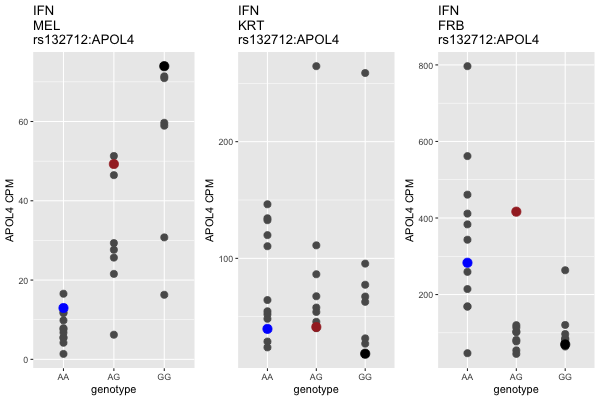 IFN
MEL
rs132712:APOL4
APOL4 CPM
60
40
20
0
AA
AG
GG
genotype
IFN
KRT
rs132712:APOL4
APOL4 CPM
200
100
AA
AG
GG
genotype
IFN
FRB
rs132712:APOL4
APOL4 CPM
800
600
400
200
AA
AG
GG
genotype